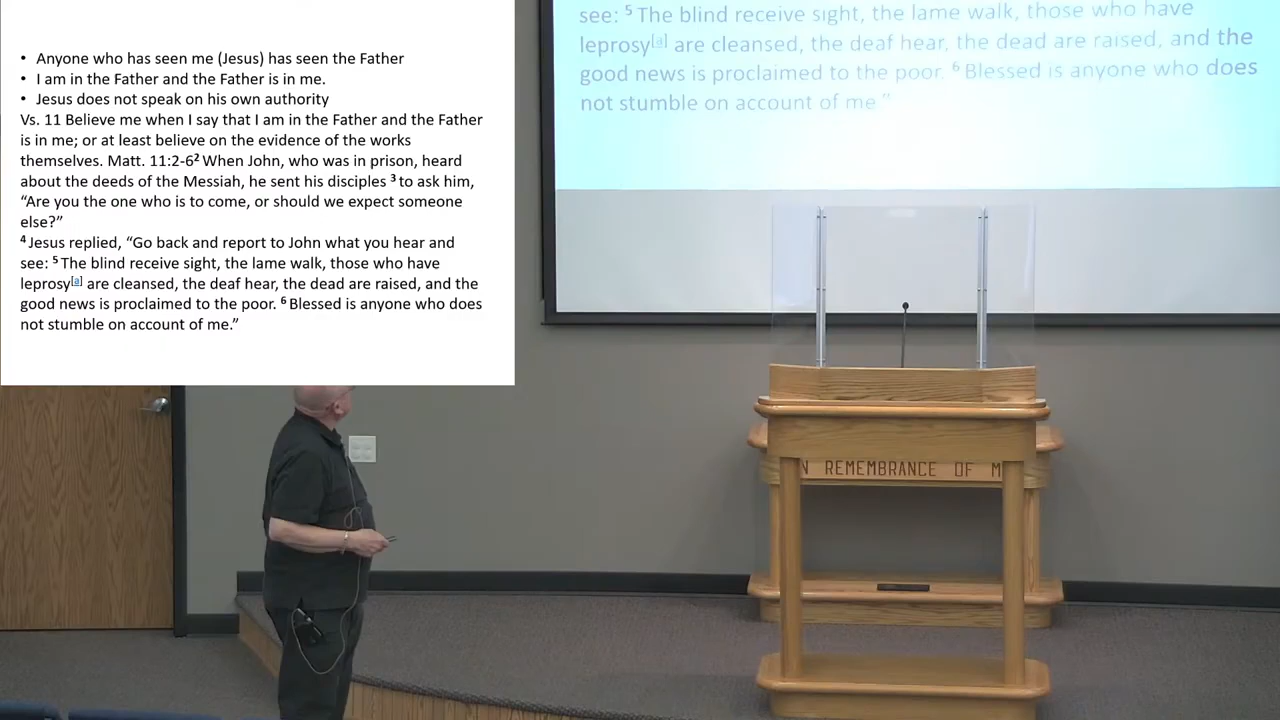 • Anyone who has seen me (Jesus) has seen the Father
• I am in the Father and the Father is in me.
• Jesus does not speak on his own authority
Vs. 11 Believe me when I say that I am in the Father and the Father
is in me; or at least believe on the evidence of the works
themselves. Matt. 11:2-6² When John, who was in prison, heard
about the deeds of the Messiah, he sent his disciples ³ to ask him,
“Are you the one who is to come, or should we expect someone
else?”
⁴ Jesus replied, “Go back and report to John what you hear and
see: ⁵ The blind receive sight, the lame walk, those who have
leprosy[a] are cleansed, the deaf hear, the dead are raised, and the
good news is proclaimed to the poor. ⁶ Blessed is anyone who does
not stumble on account of me.”
see: ⁵ The blind receive sight, the lame walk, those who have
leprosy[a] are cleansed, the deaf hear, the dead are raised, and the
good news is proclaimed to the poor. ⁶ Blessed is anyone who does
not stumble on account of me.”
N REMEMBRANCE OF M